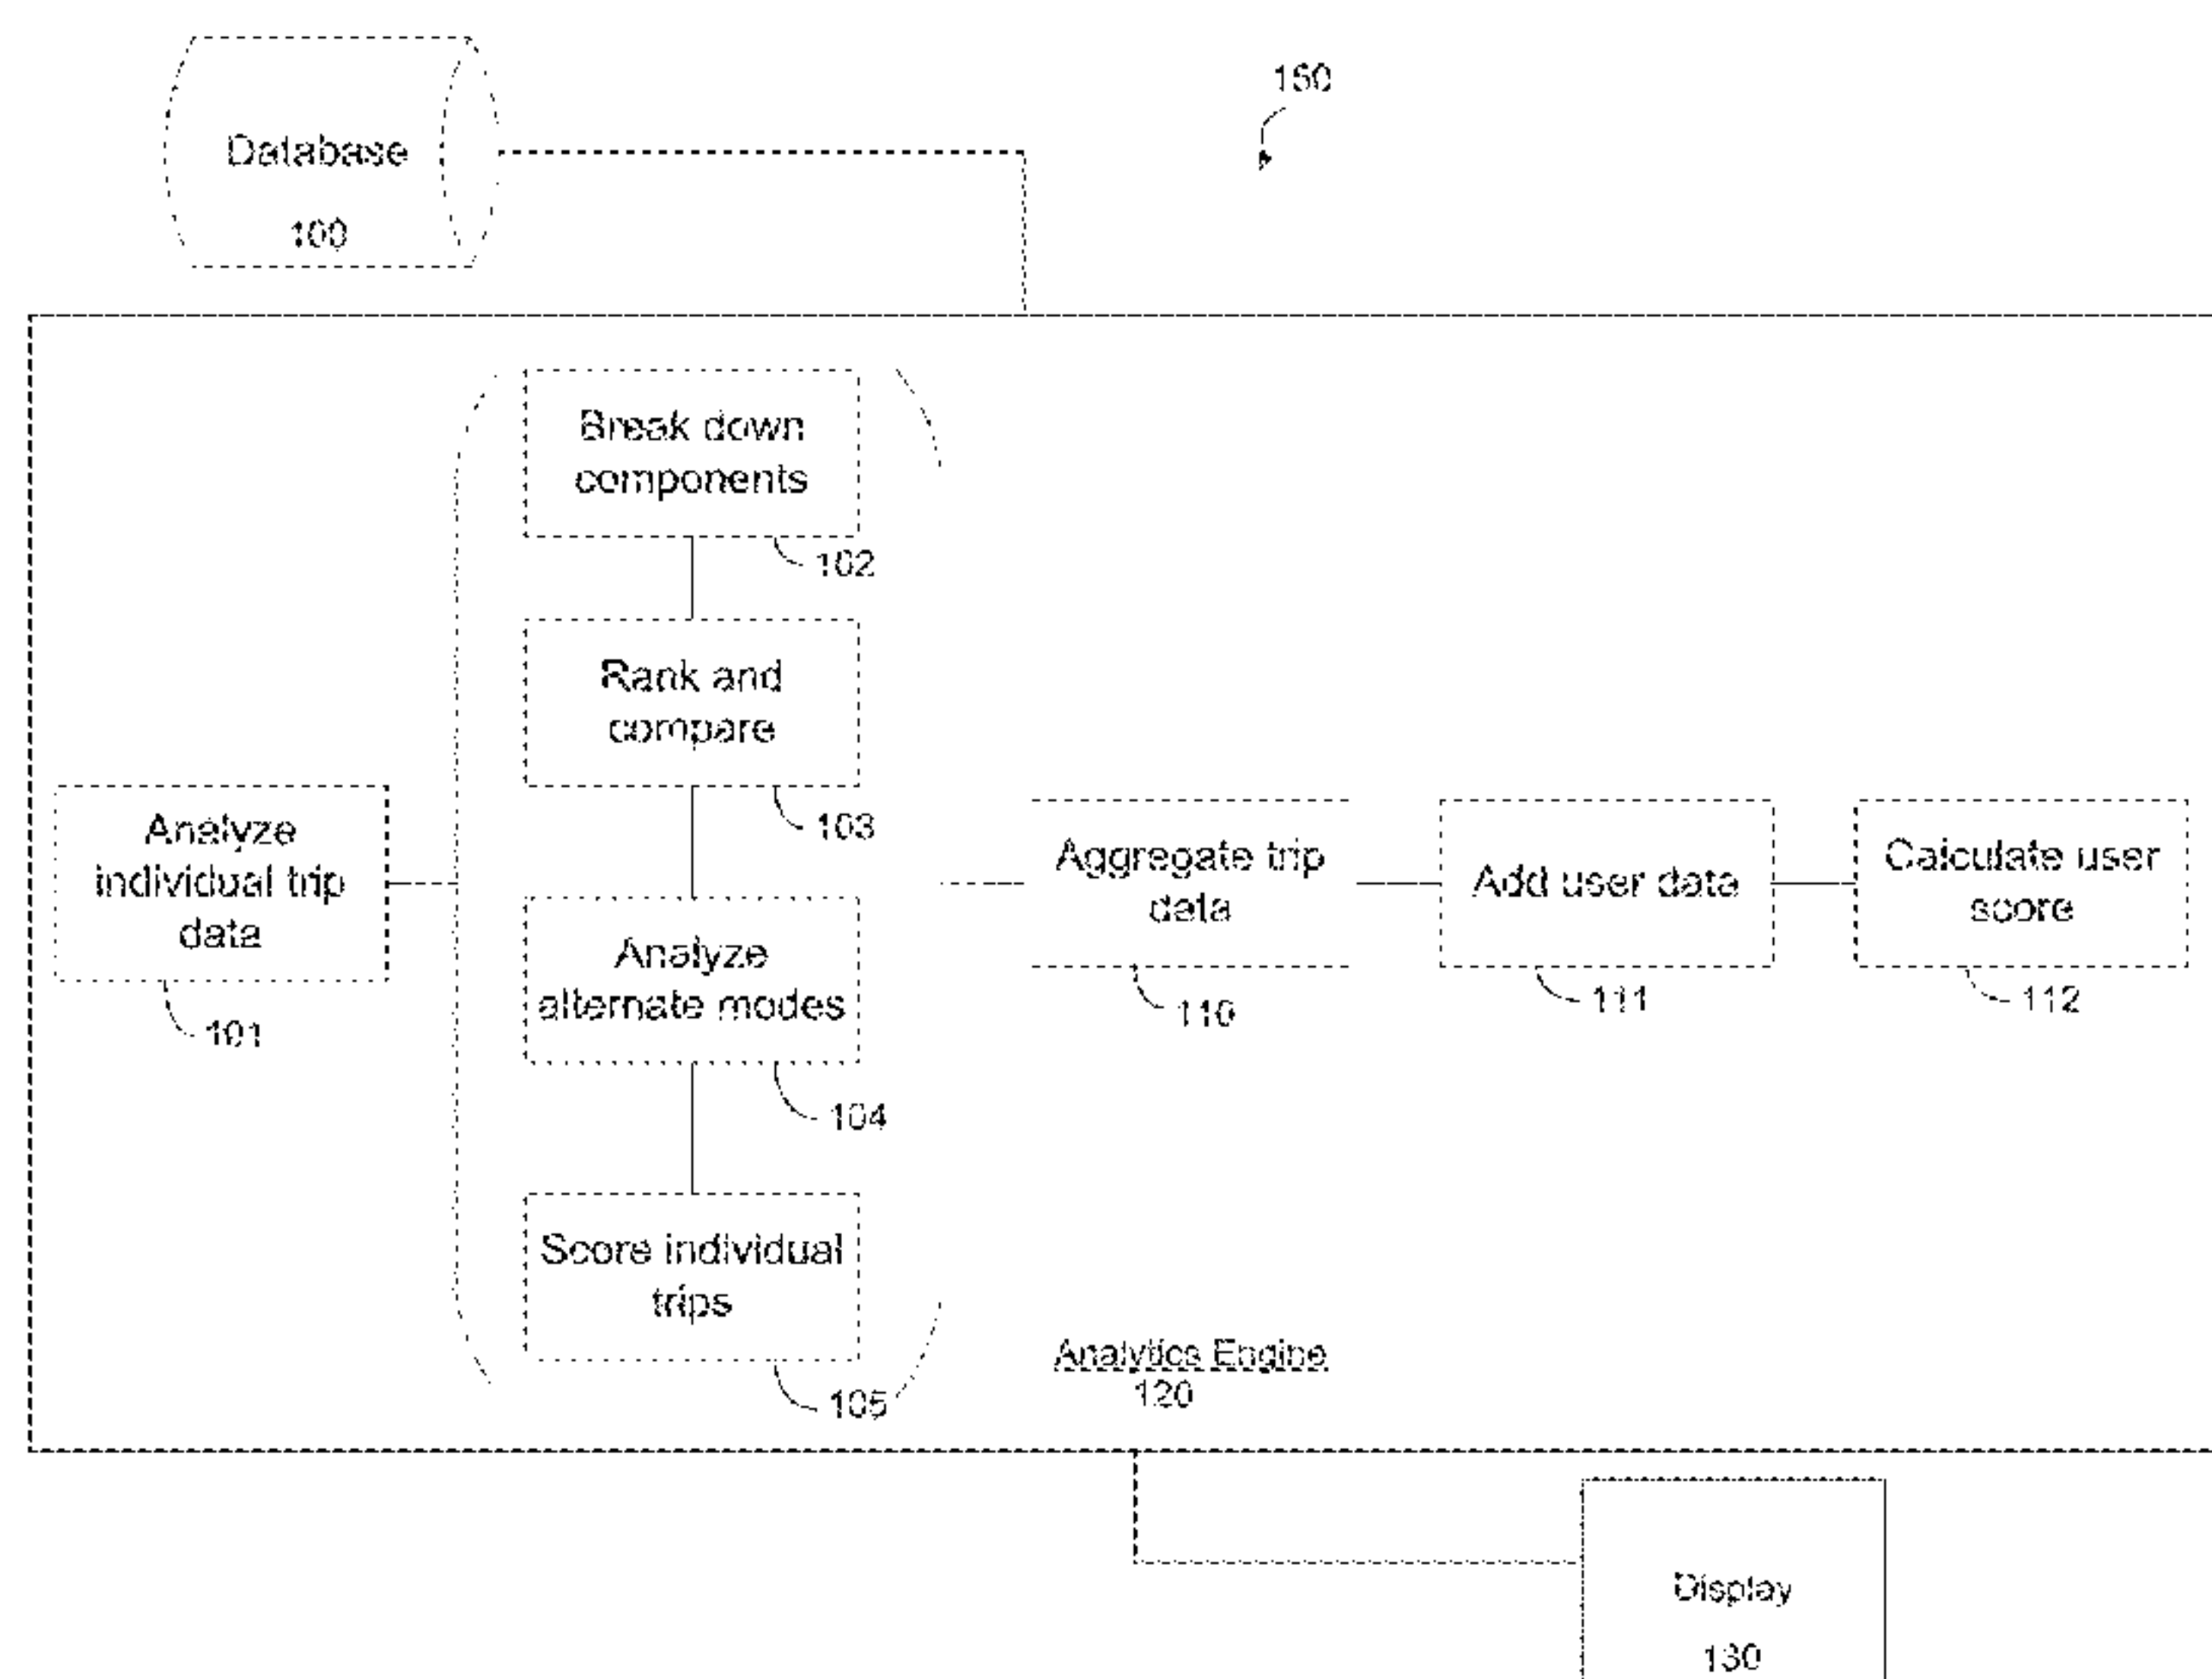 150
Database
100
Break down
components
102
Rank and
compare
103
Analyze
individual trip
data
101
Analyze
alternate modes
104
Aggregate trip
data
110
Add user data
111
Calculate user
score
112
Score individual
trips
105
Analytics Engine
120
Display
130